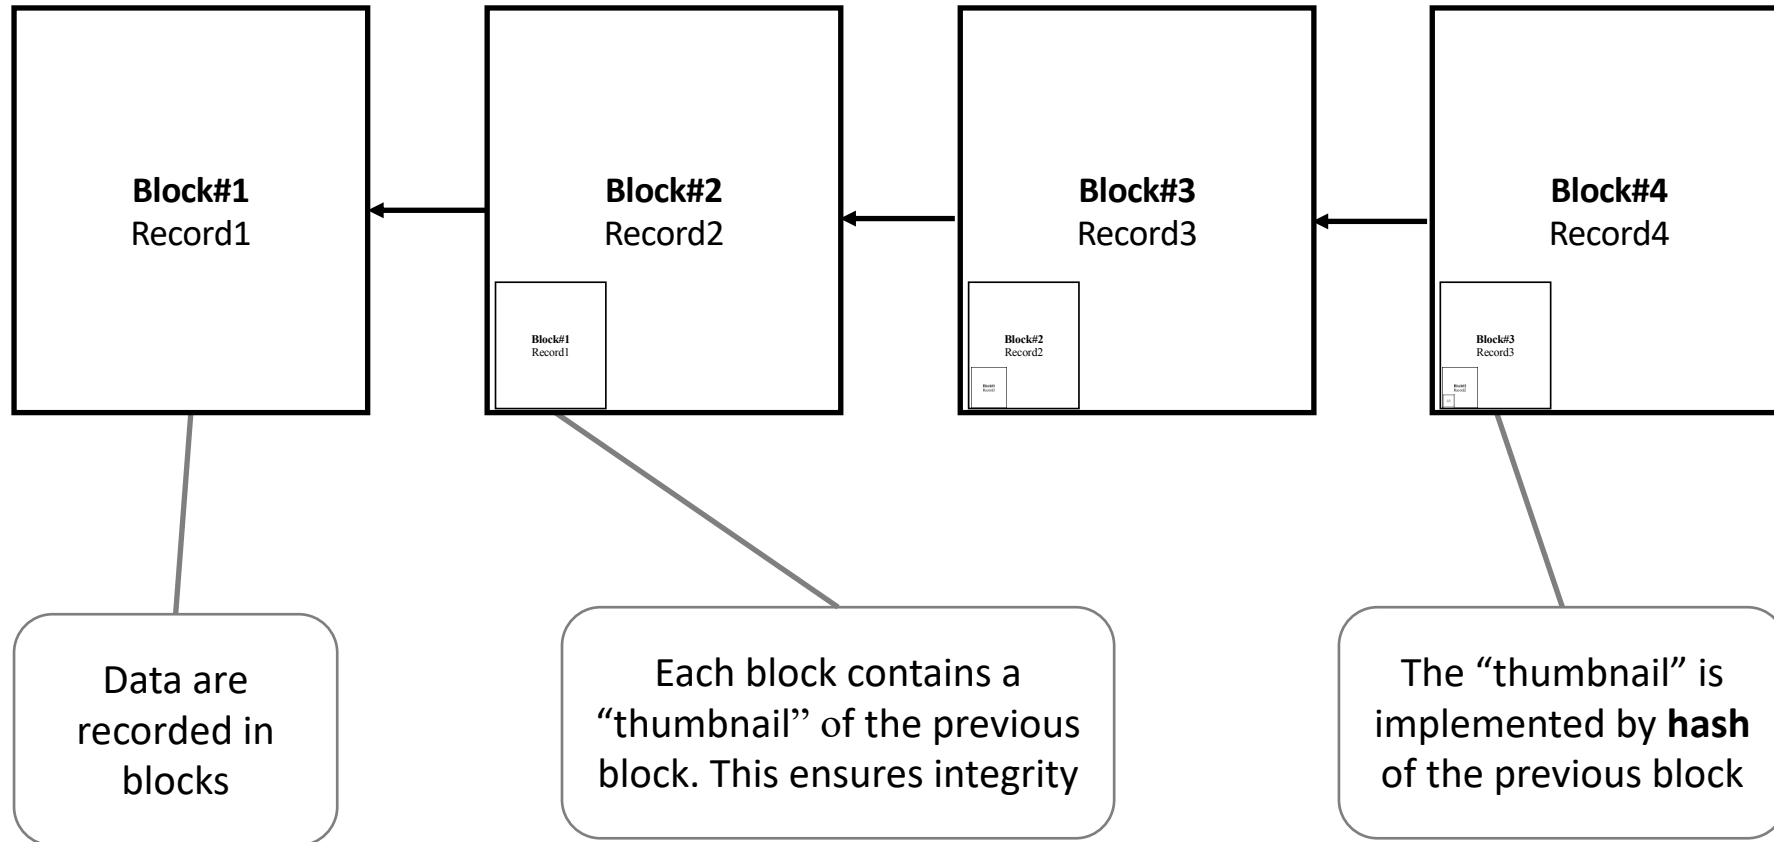 Block#1
Record1
Block#2
Record2
Block#3
Record3
Block#4
Record4
Block#1
Record1
Block#2
Record2
Block#3
Record3
Data are
recorded in
blocks
Each block contains a
“thumbnail” of the previous
block. This ensures integrity
The “thumbnail” is
implemented by hash
of the previous block